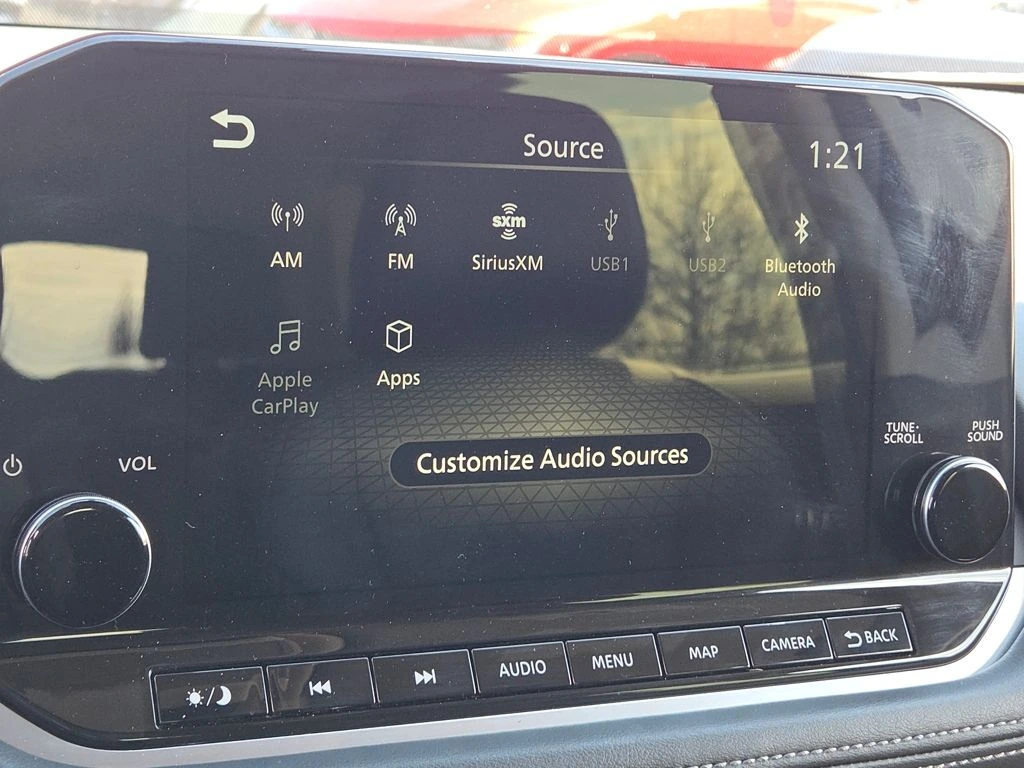 Source
1:21
sxm
AM
FM
SiriusXM
USB1
USB2
Bluetooth
Audio
Apple
CarPlay
Apps
Customize Audio Sources
VOL
TUNE·
SCROLL
PUSH
SOUND
AUDIO
MENU
MAP
CAMERA
BACK